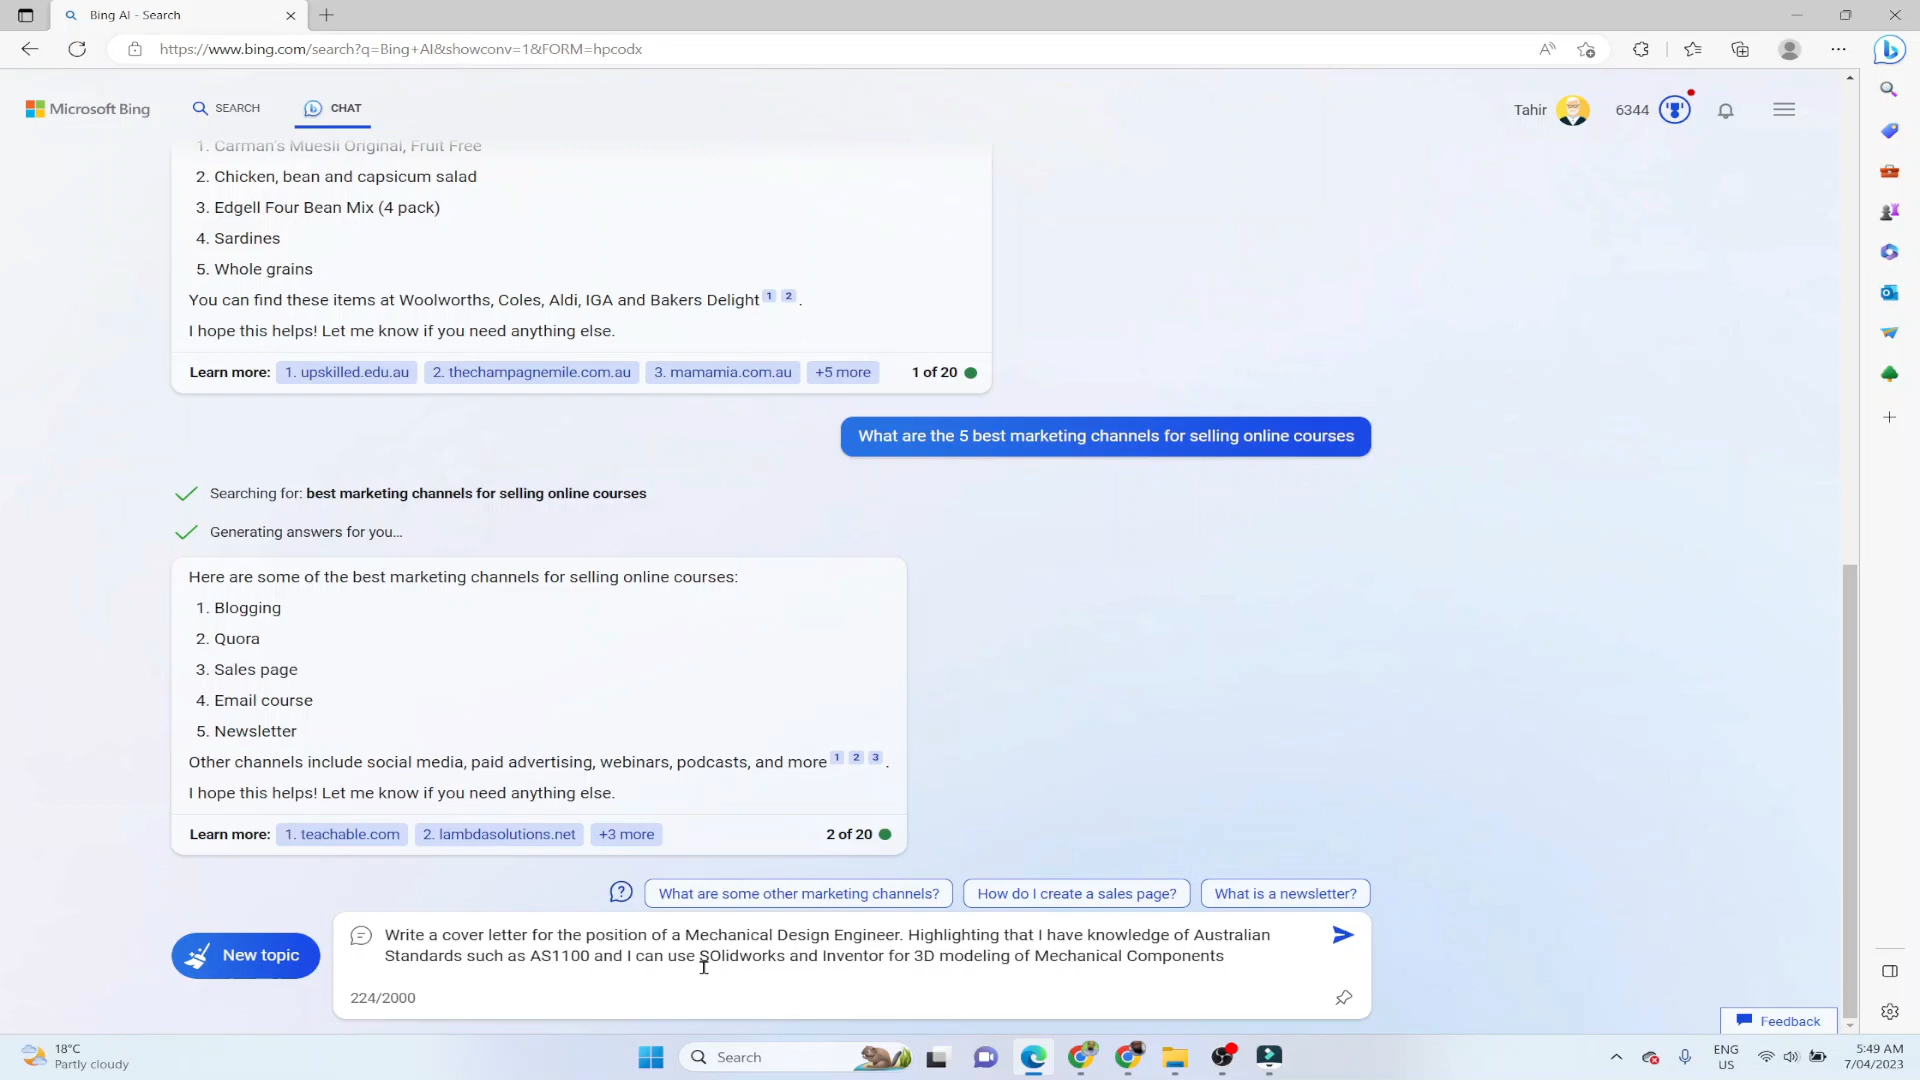 Bing AI - Search
https://www.bing.com/search?q=Bing+AI&showconv=1&FORM=hpcodx
Microsoft Bing
SEARCH
CHAT
Tahir
6344
1. Carman's Muesli Original, Fruit Free
2. Chicken, bean and capsicum salad
3. Edgell Four Bean Mix (4 pack)
4. Sardines
5. Whole grains
You can find these items at Woolworths, Coles, Aldi, IGA and Bakers Delight 1 2 .
I hope this helps! Let me know if you need anything else.
Learn more: 1. upskilled.edu.au 2. thechampagnemile.com.au 3. mamamia.com.au +5 more 1 of 20
What are the 5 best marketing channels for selling online courses
Searching for: best marketing channels for selling online courses
Generating answers for you...
Here are some of the best marketing channels for selling online courses:
1. Blogging
2. Quora
3. Sales page
4. Email course
5. Newsletter
Other channels include social media, paid advertising, webinars, podcasts, and more 1 2 3 .
I hope this helps! Let me know if you need anything else.
Learn more: 1. teachable.com 2. lambdasolutions.net +3 more 2 of 20
What are some other marketing channels? How do I create a sales page? What is a newsletter?
New topic
Write a cover letter for the position of a Mechanical Design Engineer. Highlighting that I have knowledge of Australian
Standards such as AS1100 and I can use SOlidworks and Inventor for 3D modeling of Mechanical Components
224/2000
Feedback
18°C
Partly cloudy
Search
ENG
US
5:49 AM
7/04/2023